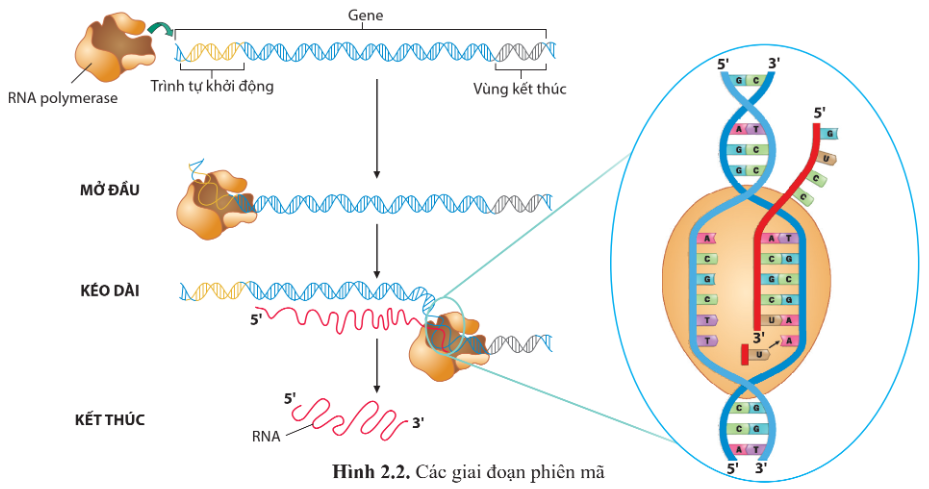 Gene
RNA polymerase
Trình tự khởi động
Vùng kết thúc
MỞ ĐẦU
KÉO DÀI
5'
KẾT THÚC
5'
3'
RNA
5' 3'
G C
A T
G C
G C
5'
G
U
C
C
A A T
C C G
G G C
C C G
T U A
T
3'
U A
C G
C G
A T
5' 3'
Hình 2.2. Các giai đoạn phiên mã